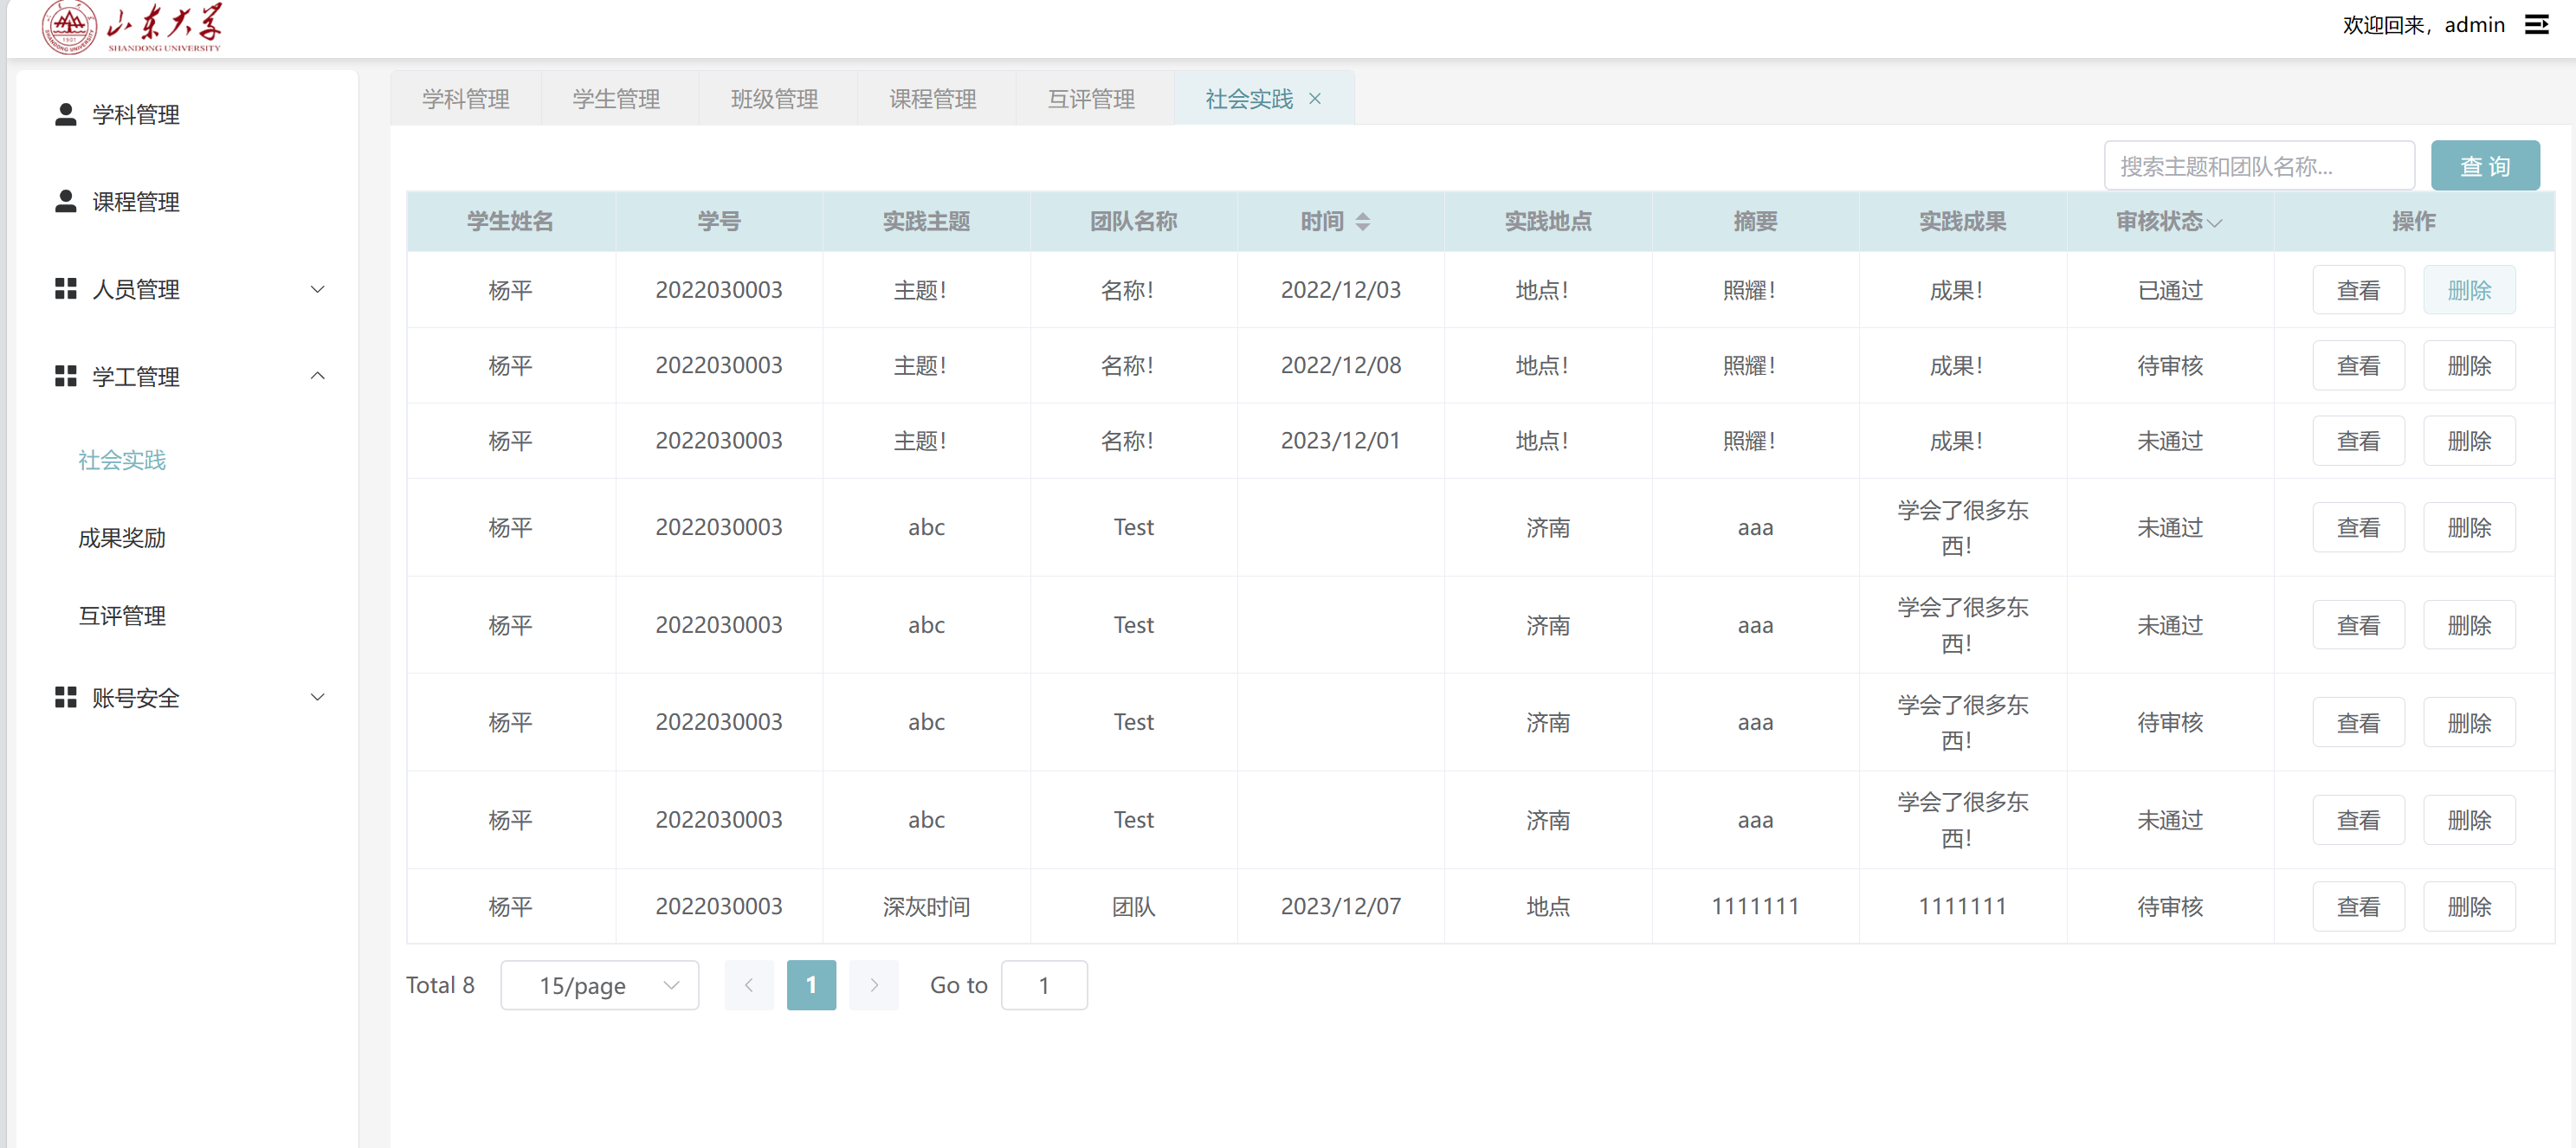 山东大学
SHANDONG UNIVERSITY
欢迎回来，admin
学科管理
课程管理
人员管理
学工管理
社会实践
成果奖励
互评管理
账号安全
学科管理 学生管理 班级管理 课程管理 互评管理 社会实践
搜索主题和团队名称... 查 询
学生姓名 学号 实践主题 团队名称 时间 实践地点 摘要 实践成果 审核状态 操作
杨平 2022030003 主题！ 名称！ 2022/12/03 地点！ 照耀！ 成果！ 已通过 查看 删除
杨平 2022030003 主题！ 名称！ 2022/12/08 地点！ 照耀！ 成果！ 待审核 查看 删除
杨平 2022030003 主题！ 名称！ 2023/12/01 地点！ 照耀！ 成果！ 未通过 查看 删除
杨平 2022030003 abc Test 济南 aaa 学会了很多东西！ 未通过 查看 删除
杨平 2022030003 abc Test 济南 aaa 学会了很多东西！ 未通过 查看 删除
杨平 2022030003 abc Test 济南 aaa 学会了很多东西！ 待审核 查看 删除
杨平 2022030003 abc Test 济南 aaa 学会了很多东西！ 未通过 查看 删除
杨平 2022030003 深灰时间 团队 2023/12/07 地点 1111111 1111111 待审核 查看 删除
Total 8 15/page 1 Go to 1